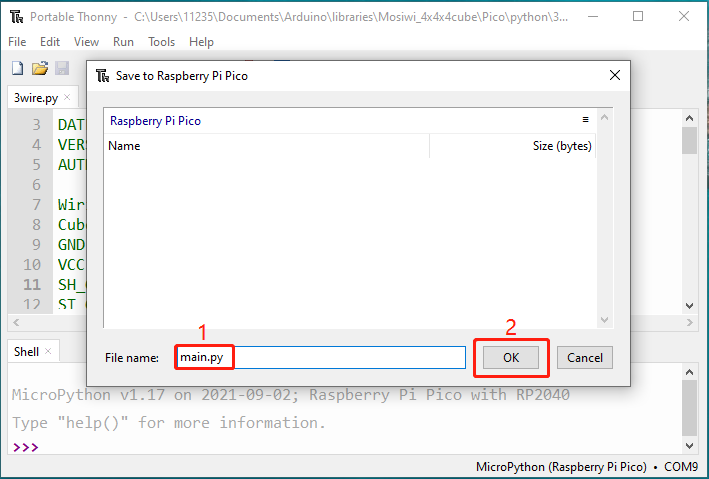 Portable Thonny - C:\Users\11235\Documents\Arduino\libraries\Mosiwi_4x4x4cube\Pico\python\3...
File Edit View Run Tools Help
Save to Raspberry Pi Pico
3wire.py
Raspberry Pi Pico
Name Size (bytes)
3 DAT
4 VER
5 AUT
6
7 Wir
8 Cub
9 GND
10 VCC
11 SH_
12 ST
1
2
File name: main.py OK Cancel
Shell
MicroPython v1.17 on 2021-09-02; Raspberry Pi Pico with RP2040
Type "help()" for more information.
>>>
MicroPython (Raspberry Pi Pico) • COM9